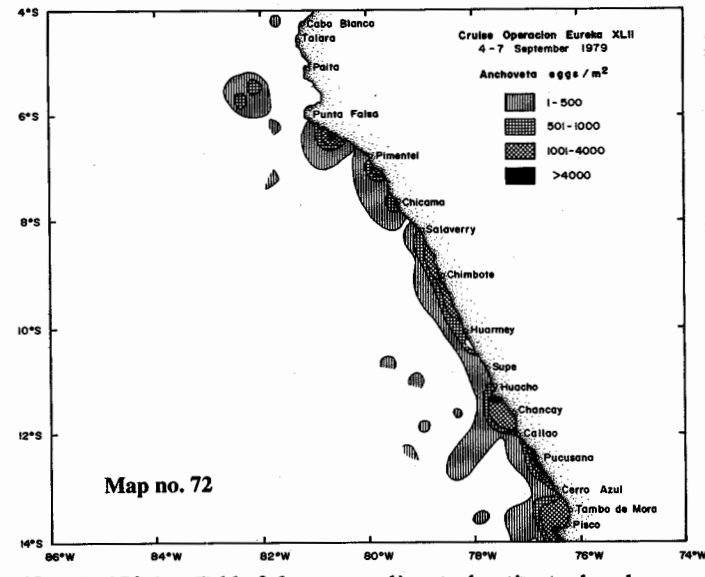 4°S
Cabo Blanco
Talara
Cruise Operacion Eureka XLII
4-7 September 1979
Paita
Anchoveta eggs/m²
1-500
6°S
Punta Falsa
501-1000
1001-4000
Pimentel
>4000
Chicama
8°S
Salaverry
Chimbote
10°S
Huarmey
Supe
Huacho
Chancay
12°S
Callao
Pucusana
Map no. 72
Cerro Azul
Tambo de Mora
Pisco
14°S
86°W
84°W
82°W
80°W
78°W
76°W
74°W